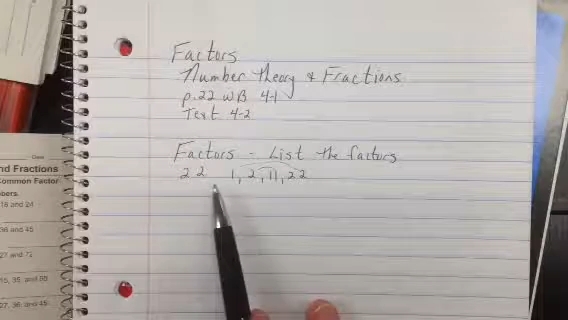 Factors
Number Theory & Fractions
p.22 WB 4-1
Text 4-2
Factors - List the factors
22 1, 2, 11, 22
nd Fractions
ommon Factor
bers.
18 and 24
36 and 45
27 and 72
15, 35, and 55
27, 36, and 45